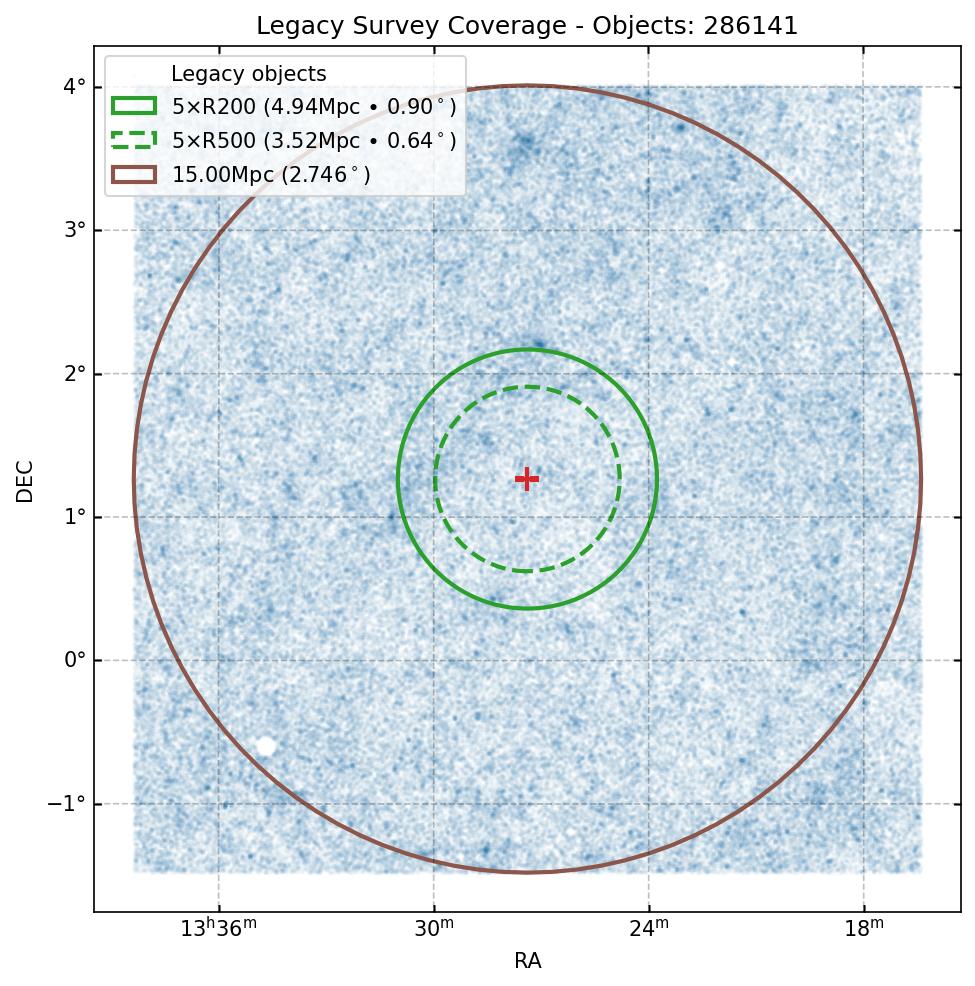 Legacy Survey Coverage - Objects: 286141
Legacy objects
5×R200 (4.94Mpc • 0.90°)
5×R500 (3.52Mpc • 0.64°)
15.00Mpc (2.746°)
4°
3°
2°
1°
0°
−1°
DEC
13ʰ36ᵐ 30ᵐ 24ᵐ 18ᵐ
RA